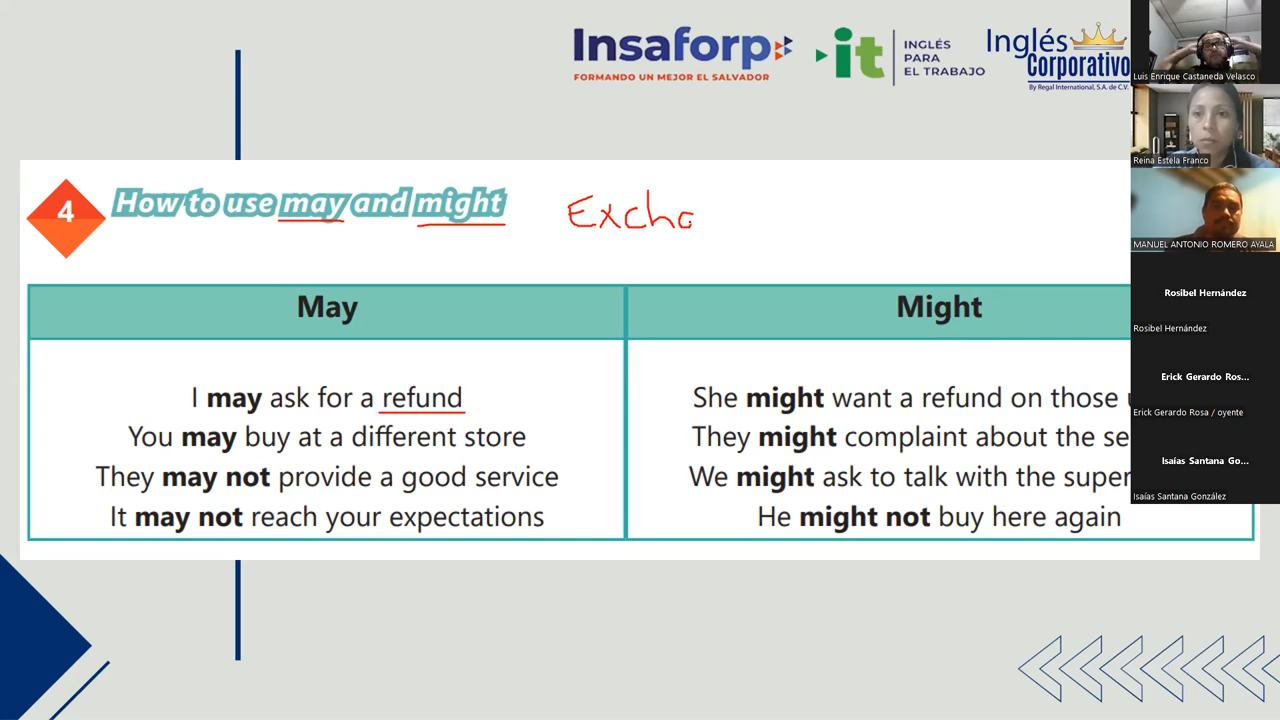 Insaforp
FORMANDO UN MEJOR EL SALVADOR
it
INGLÉS
PARA
EL TRABAJO
Inglés
Corporativo
By Regal International, S.A. de C.V.
Luis Enrique Castaneda Velasco
Reina Estela Franco
MANUEL ANTONIO ROMERO AYALA
Rosibel Hernández
Rosibel Hernández
Erick Gerardo Ros...
Erick Gerardo Rosa / oyente
Isaías Santana Go...
Isaías Santana González
4
How to use may and might
Excha
May
Might
I may ask for a refund
She might want a refund on those
You may buy at a different store
They might complaint about the se
They may not provide a good service
We might ask to talk with the super
It may not reach your expectations
He might not buy here again